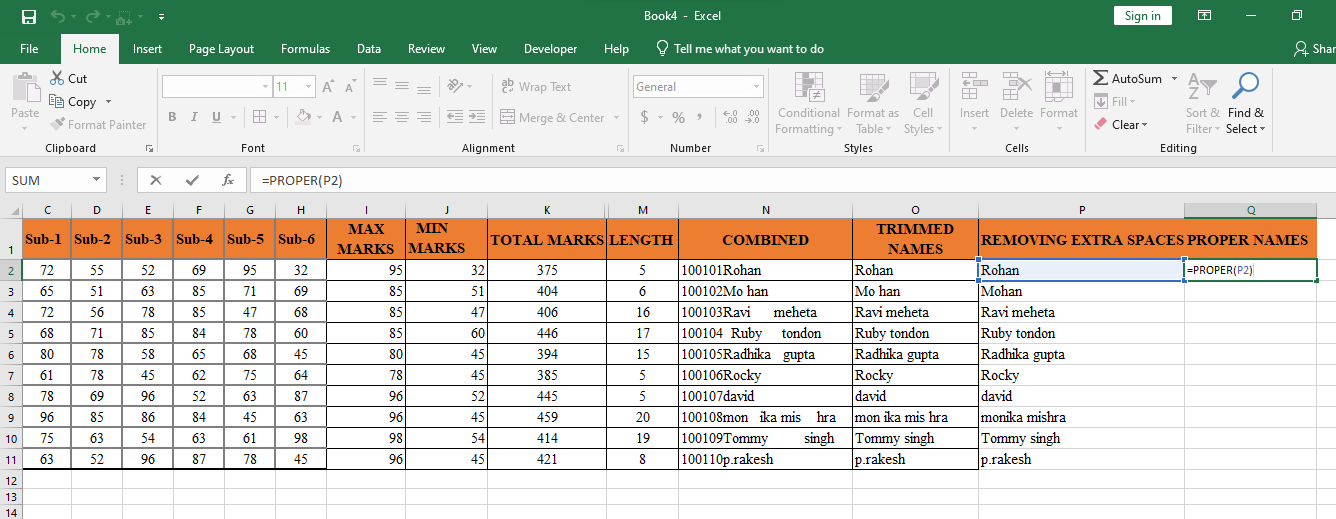 Book4 - Excel
Sign in
File Home Insert Page Layout Formulas Data Review View Developer Help Tell me what you want to do Shar
Cut
Copy
Format Painter
Paste
Clipboard
11
B I U
A A
A
Font
ab Wrap Text
Merge & Center
Alignment
General
$ % ,
Number
Conditional Formatting
Format as Table
Cell Styles
Styles
Insert Delete Format
Cells
AutoSum
Fill
Clear
Sort & Filter
Find & Select
Editing
SUM fx =PROPER(P2)
C D E F G H I J K M N O P Q
1 Sub-1 Sub-2 Sub-3 Sub-4 Sub-5 Sub-6 MAX MARKS MIN MARKS TOTAL MARKS LENGTH COMBINED TRIMMED NAMES REMOVING EXTRA SPACES PROPER NAMES
2 72 55 52 69 95 32 95 32 375 5 100101Rohan Rohan Rohan =PROPER(P2)
3 65 51 63 85 71 69 85 51 404 6 100102Mo han Mo han Mohan
4 72 56 78 85 47 68 85 47 406 16 100103Ravi meheta Ravi meheta Ravi meheta
5 68 71 85 84 78 60 85 60 446 17 100104 Ruby tondon Ruby tondon Ruby tondon
6 80 78 58 65 68 45 80 45 394 15 100105Radhika gupta Radhika gupta Radhika gupta
7 61 78 45 62 75 64 78 45 385 5 100106Rocky Rocky Rocky
8 78 69 96 52 63 87 96 52 445 5 100107david david david
9 96 85 86 84 45 63 96 45 459 20 100108mon ika mis hra mon ika mis hra monika mishra
10 75 63 54 63 61 98 98 54 414 19 100109Tommy singh Tommy singh Tommy singh
11 63 52 96 87 78 45 96 45 421 8 100110p.rakesh p.rakesh p.rakesh
12
13
14